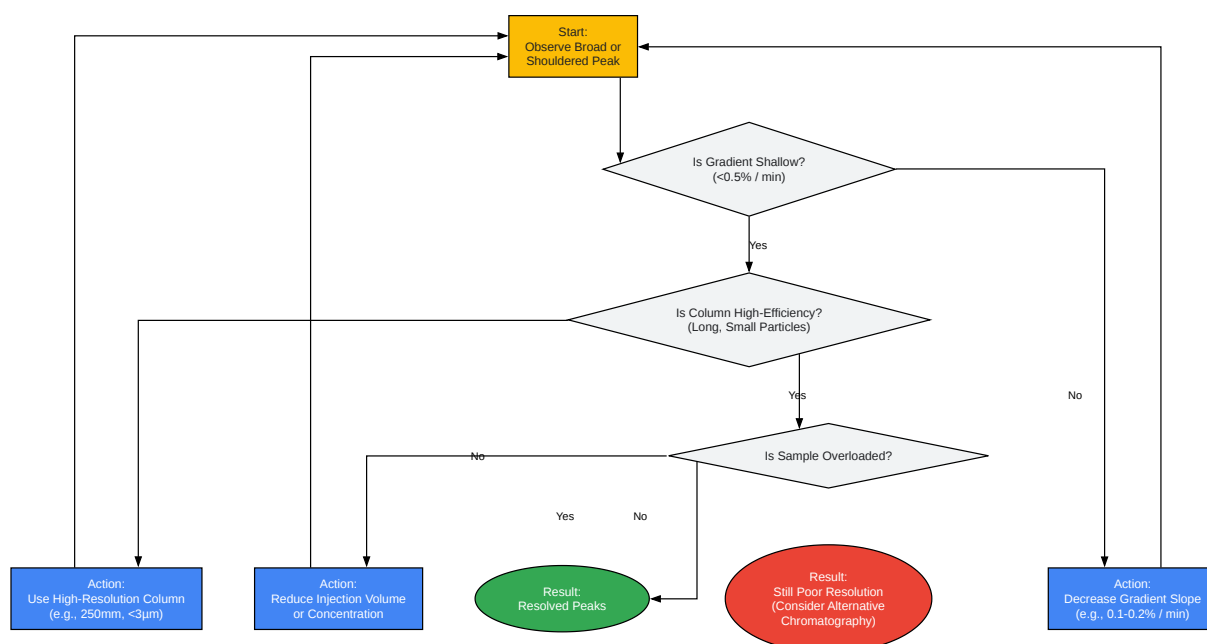 Start:
Observe Broad or
Shouldered Peak
Is Gradient Shallow?
(<0.5% / min)
Yes
Is Column High-Efficiency?
(Long, Small Particles)
Yes
No
Is Sample Overloaded?
No
Yes
No
Action:
Use High-Resolution Column
(e.g., 250mm, <3µm)
Action:
Reduce Injection Volume
or Concentration
Result:
Resolved Peaks
Result:
Still Poor Resolution
(Consider Alternative
Chromatography)
Action:
Decrease Gradient Slope
(e.g., 0.1-0.2% / min)